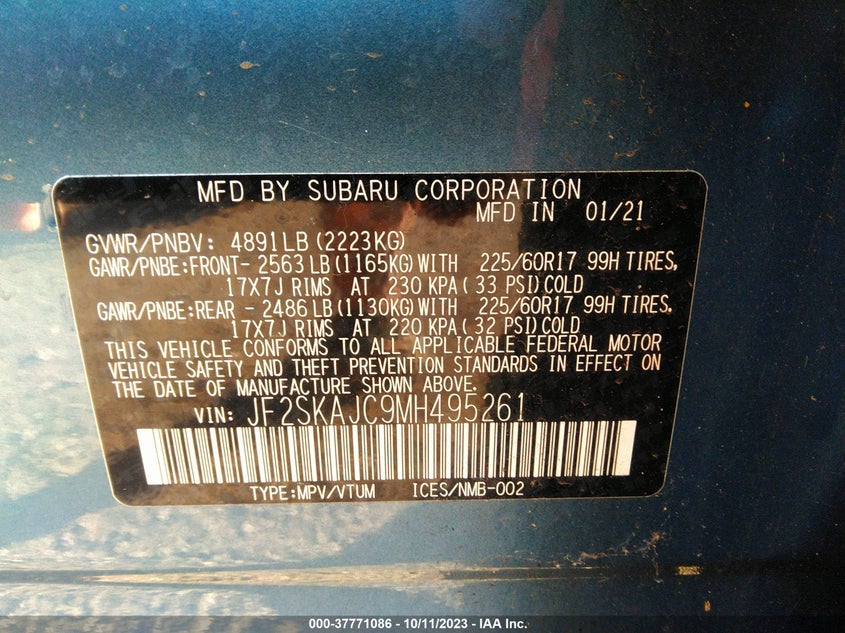 MFD BY SUBARU CORPORATION
MFD IN 01/21
GVWR/PNBV: 4891LB (2223KG)
GAWR/PNBE:FRONT- 2563 LB (1165KG) WITH 225/60R17 99H TIRES,
17X7J RIMS AT 230 KPA ( 33 PSI) COLD
GAWR/PNBE:REAR - 2486 LB (1130KG) WITH 225/60R17 99H TIRES.
17X7J RIMS AT 220 KPA ( 32 PSI) COLD
THIS VEHICLE CONFORMS TO ALL APPLICABLE FEDERAL MOTOR
VEHICLE SAFETY AND THEFT PREVENTION STANDARDS IN EFFECT ON
THE DATE OF MANUFACTURE SHOWN ABOVE.
VIN: JF2SKAJC9MH495261
TYPE:MPV/VTUM ICES/NMB-002
000-37771086 - 10/11/2023 - IAA Inc.